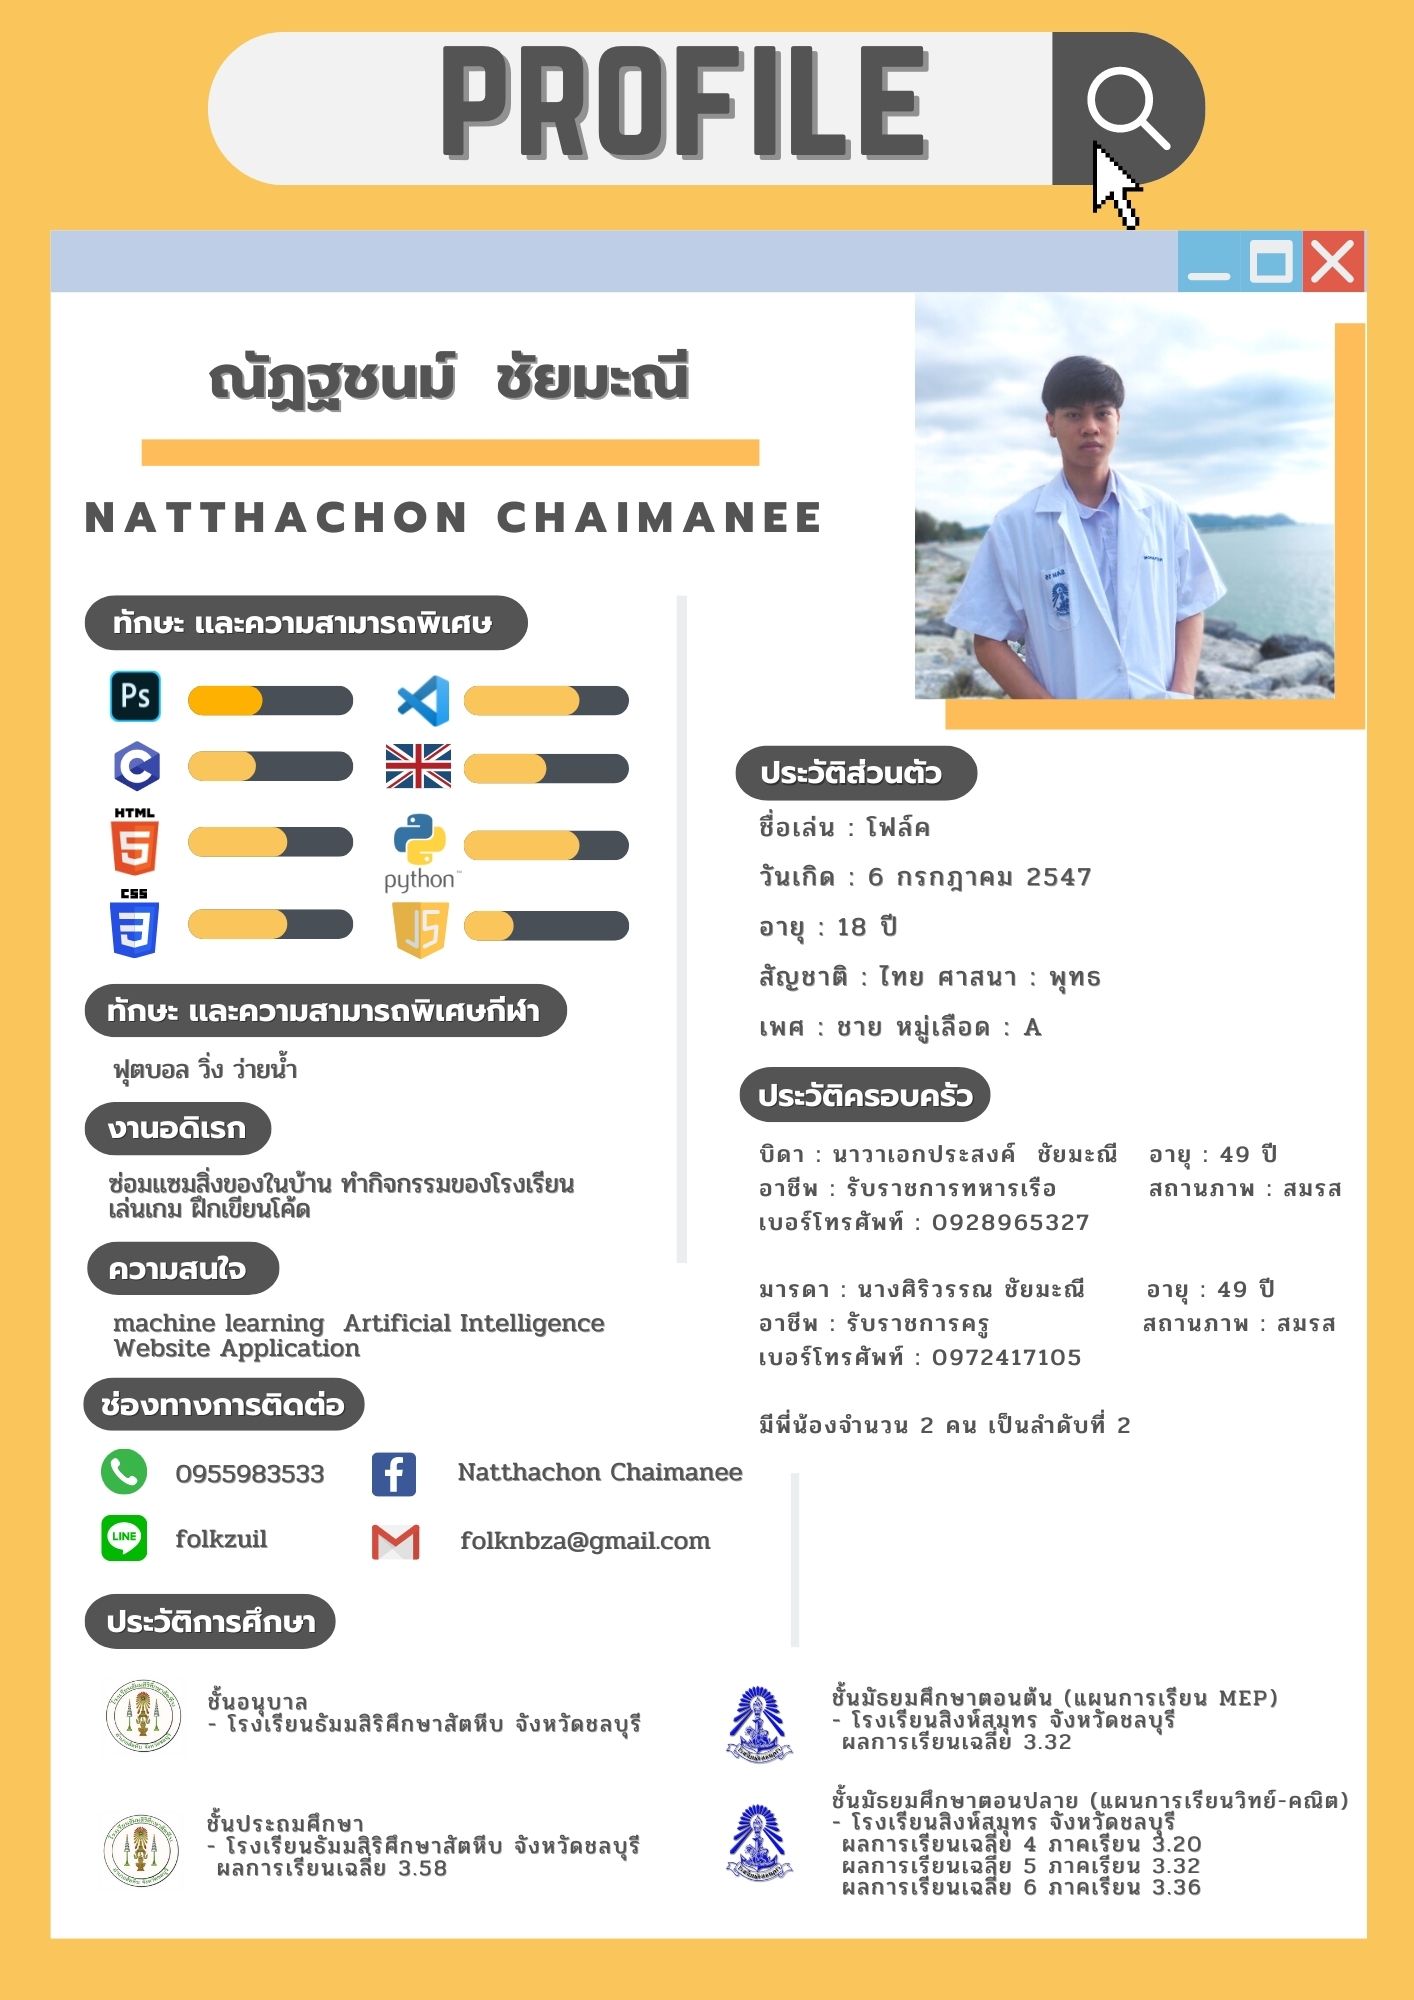 PROFILE
ณัฏฐชนม์ ชัยมะณี
NATTHACHON CHAIMANEE
ทักษะ และความสามารถพิเศษ
Ps
C
HTML
5
python
CSS
3
JS
ทักษะ และความสามารถพิเศษกีฬา
ฟุตบอล วิ่ง ว่ายน้ำ
งานอดิเรก
ซ่อมแซมสิ่งของในบ้าน ทำกิจกรรมของโรงเรียน
เล่นเกม ฝึกเขียนโค้ด
ความสนใจ
machine learning Artificial Intelligence
Website Application
ช่องทางการติดต่อ
0955983533
Natthachon Chaimanee
LINE
folkzuil
folknbza@gmail.com
ประวัติส่วนตัว
ชื่อเล่น : โฟล์ค
วันเกิด : 6 กรกฎาคม 2547
อายุ : 18 ปี
สัญชาติ : ไทย ศาสนา : พุทธ
เพศ : ชาย หมู่เลือด : A
ประวัติครอบครัว
บิดา : นาวาเอกประสงค์ ชัยมะณี อายุ : 49 ปี
อาชีพ : รับราชการทหารเรือ สถานภาพ : สมรส
เบอร์โทรศัพท์ : 0928965327
มารดา : นางศิริวรรณ ชัยมะณี อายุ : 49 ปี
อาชีพ : รับราชการครู สถานภาพ : สมรส
เบอร์โทรศัพท์ : 0972417105
มีพี่น้องจำนวน 2 คน เป็นลำดับที่ 2
ประวัติการศึกษา
ชั้นอนุบาล
- โรงเรียนธัมมสิริศึกษาสัตหีบ จังหวัดชลบุรี
ชั้นประถมศึกษา
- โรงเรียนธัมมสิริศึกษาสัตหีบ จังหวัดชลบุรี
ผลการเรียนเฉลี่ย 3.58
ชั้นมัธยมศึกษาตอนต้น (แผนการเรียน MEP)
- โรงเรียนสิงห์สมุทร จังหวัดชลบุรี
ผลการเรียนเฉลี่ย 3.32
ชั้นมัธยมศึกษาตอนปลาย (แผนการเรียนวิทย์-คณิต)
- โรงเรียนสิงห์สมุทร จังหวัดชลบุรี
ผลการเรียนเฉลี่ย 4 ภาคเรียน 3.20
ผลการเรียนเฉลี่ย 5 ภาคเรียน 3.32
ผลการเรียนเฉลี่ย 6 ภาคเรียน 3.36